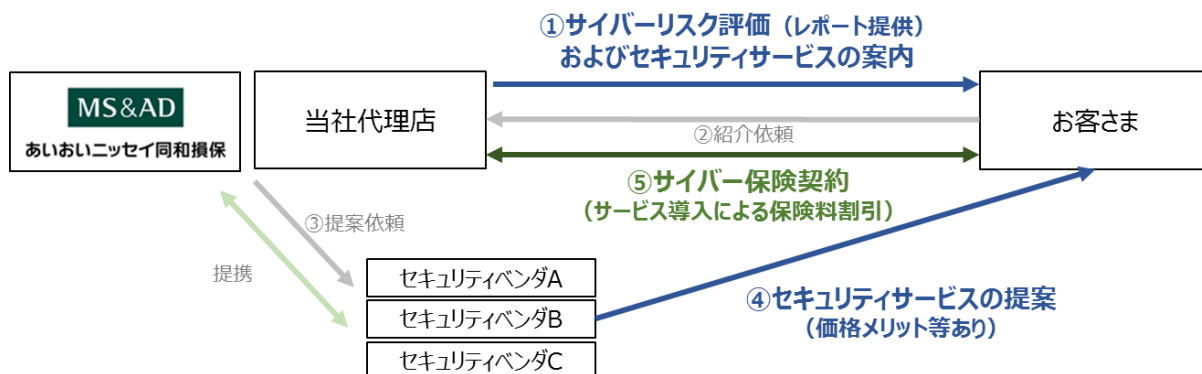 ①サイバーリスク評価（レポート提供）
およびセキュリティサービスの案内
MS&AD
あいおいニッセイ同和損保
当社代理店
お客さま
②紹介依頼
⑤サイバー保険契約
（サービス導入による保険料割引）
③提案依頼
提携
セキュリティベンダA
セキュリティベンダB
セキュリティベンダC
④セキュリティサービスの提案
（価格メリット等あり）